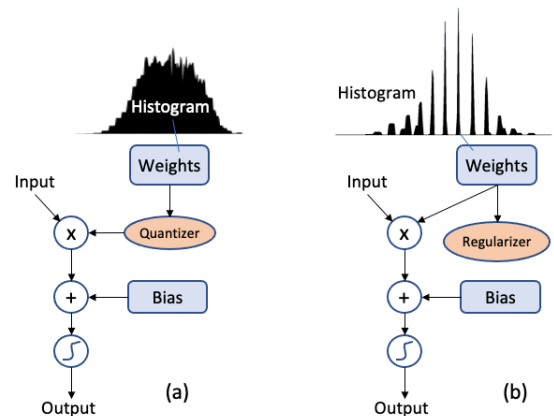 Histogram
Weights
Input
x
Quantizer
+
Bias
Output
(a)
Histogram
Weights
Input
x
Regularizer
+
Bias
Output
(b)